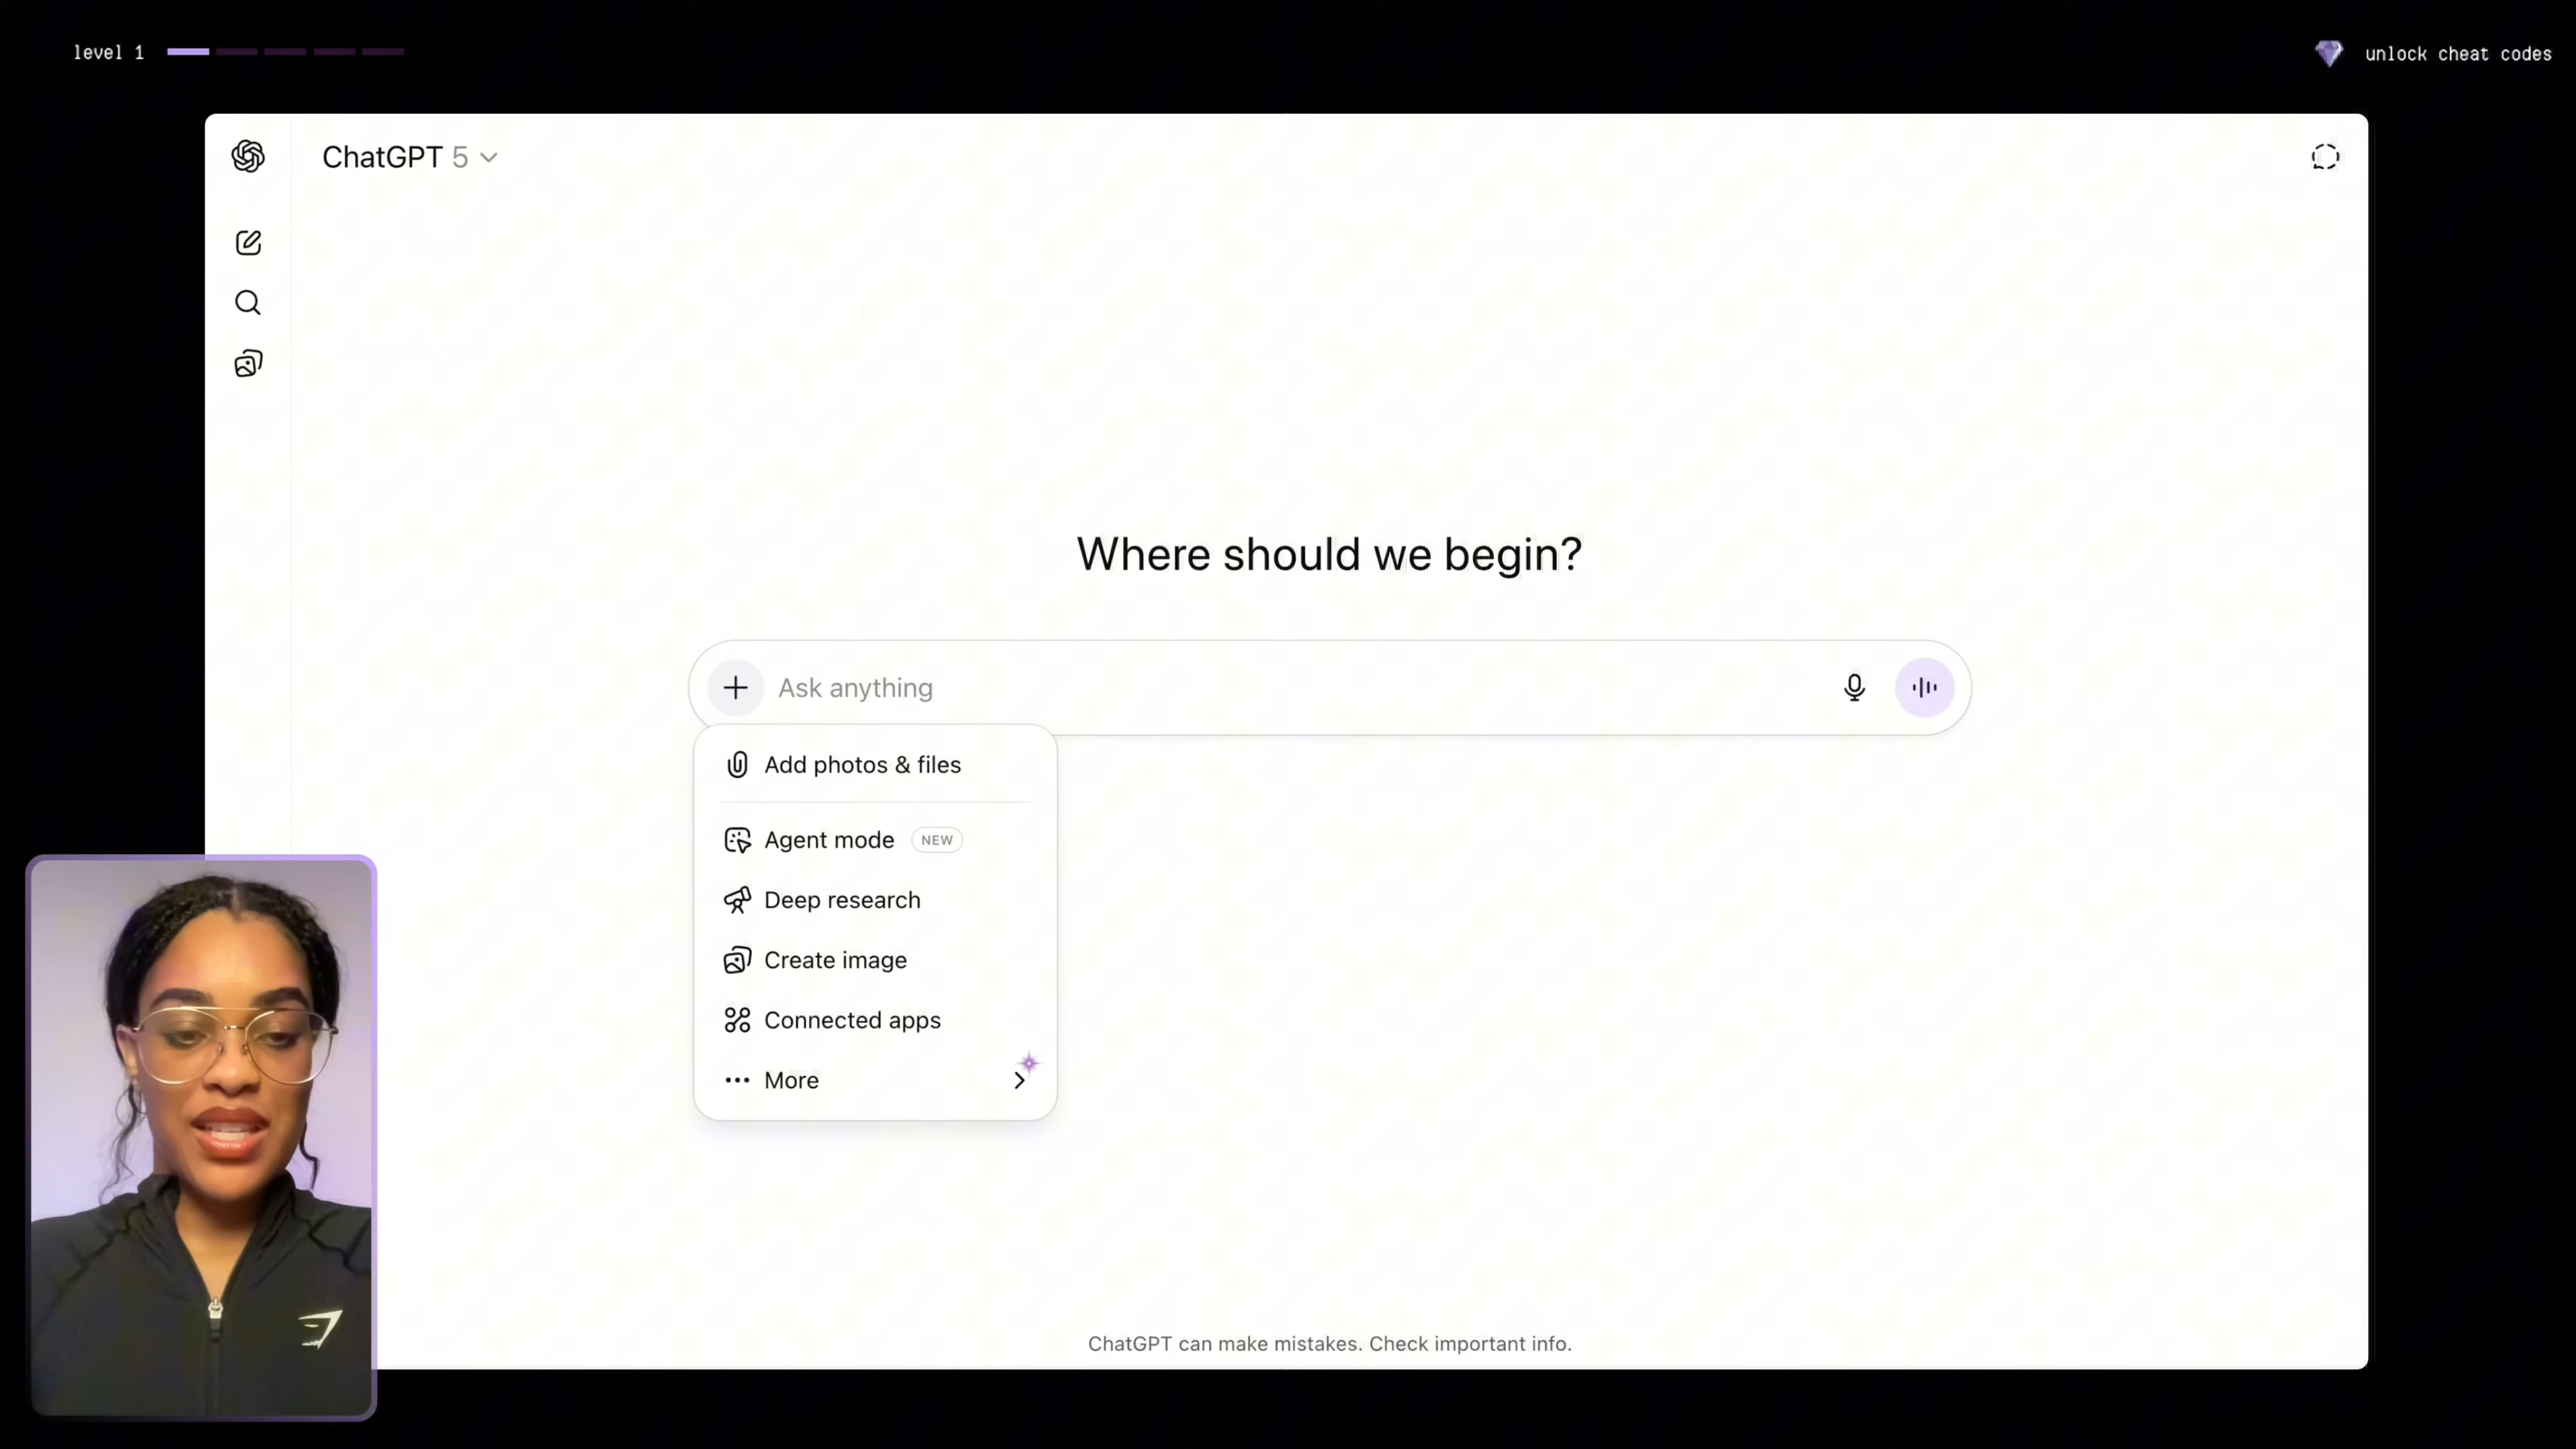 level 1
unlock cheat codes
ChatGPT 5
Where should we begin?
Ask anything
Add photos & files
Agent mode NEW
Deep research
Create image
Connected apps
More
ChatGPT can make mistakes. Check important info.